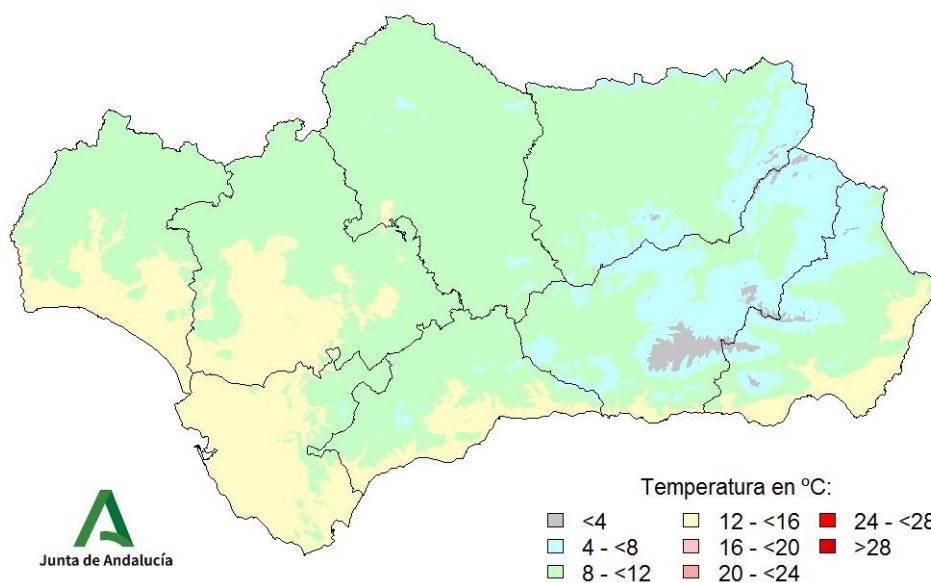 Temperatura en ºC:
<4
12 - <16
24 - <28
4 - <8
16 - <20
>28
8 - <12
20 - <24
Junta de Andalucía